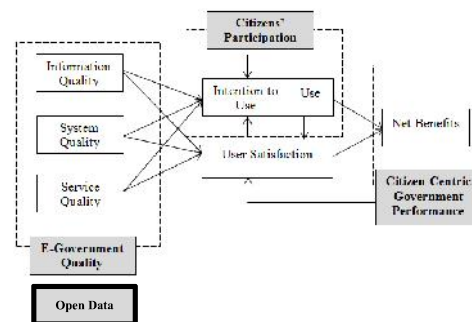 Citizens'
Participation
Information
Quality
Intention to Use
Use
System
Quality
Net Benefits
User Satisfaction
Service
Quality
Citizen Centric
Government
Performance
E-Government
Quality
Open Data